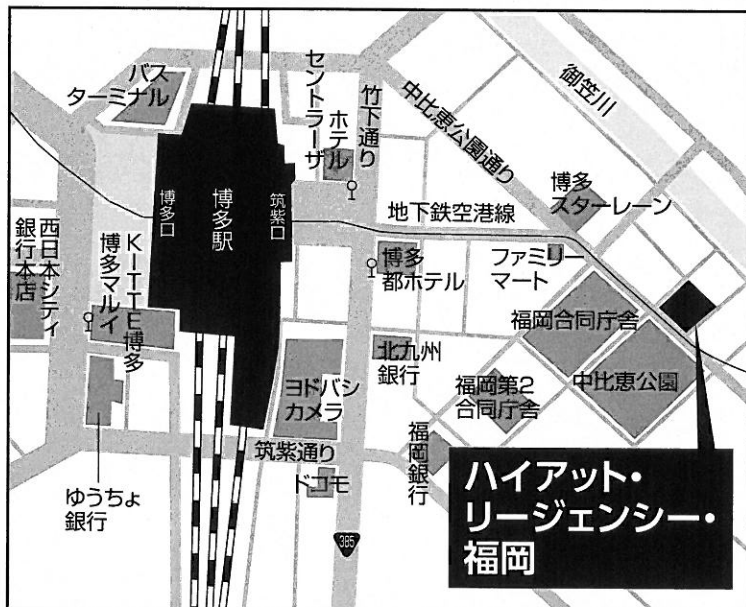 バス
ターミナル
セントラーザ
ホテル
竹下通り
中比恵公園通り
御笠川
博多口
博多駅
筑紫口
地下鉄空港線
博多
スターレーン
西日本シティ
銀行本店
KITTE博多
博多マルイ
博多
都ホテル
ファミリー
マート
福岡合同庁舎
北九州
銀行
ヨドバシ
カメラ
福岡第2
合同庁舎
中比恵公園
筑紫通り
福岡銀行
ドコモ
ゆうちょ
銀行
385
ハイアット・
リージェンシー・
福岡